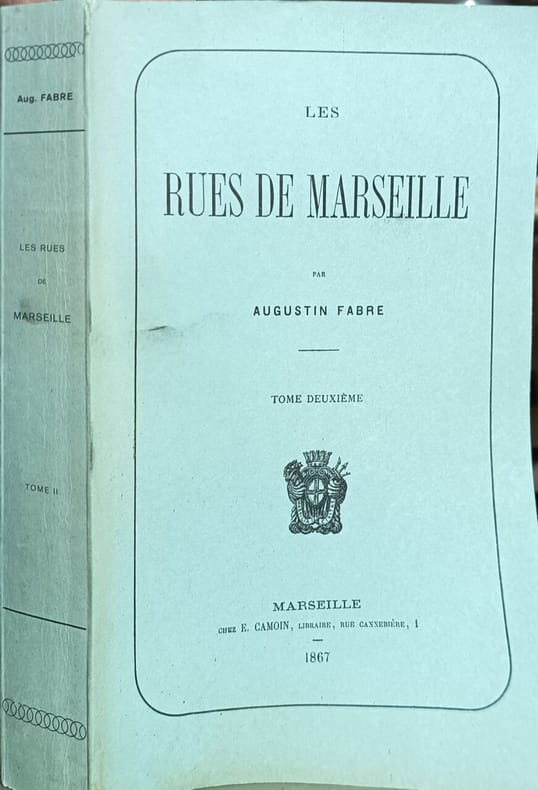 Aug. FABRE
LES RUES
DE
MARSEILLE
TOME II
LES
RUES DE MARSEILLE
PAR
AUGUSTIN FABRE
TOME DEUXIÈME
MARSEILLE
CHEZ E. CAMOIN, LIBRAIRE, RUE CANNEBIÈRE, 1
1867